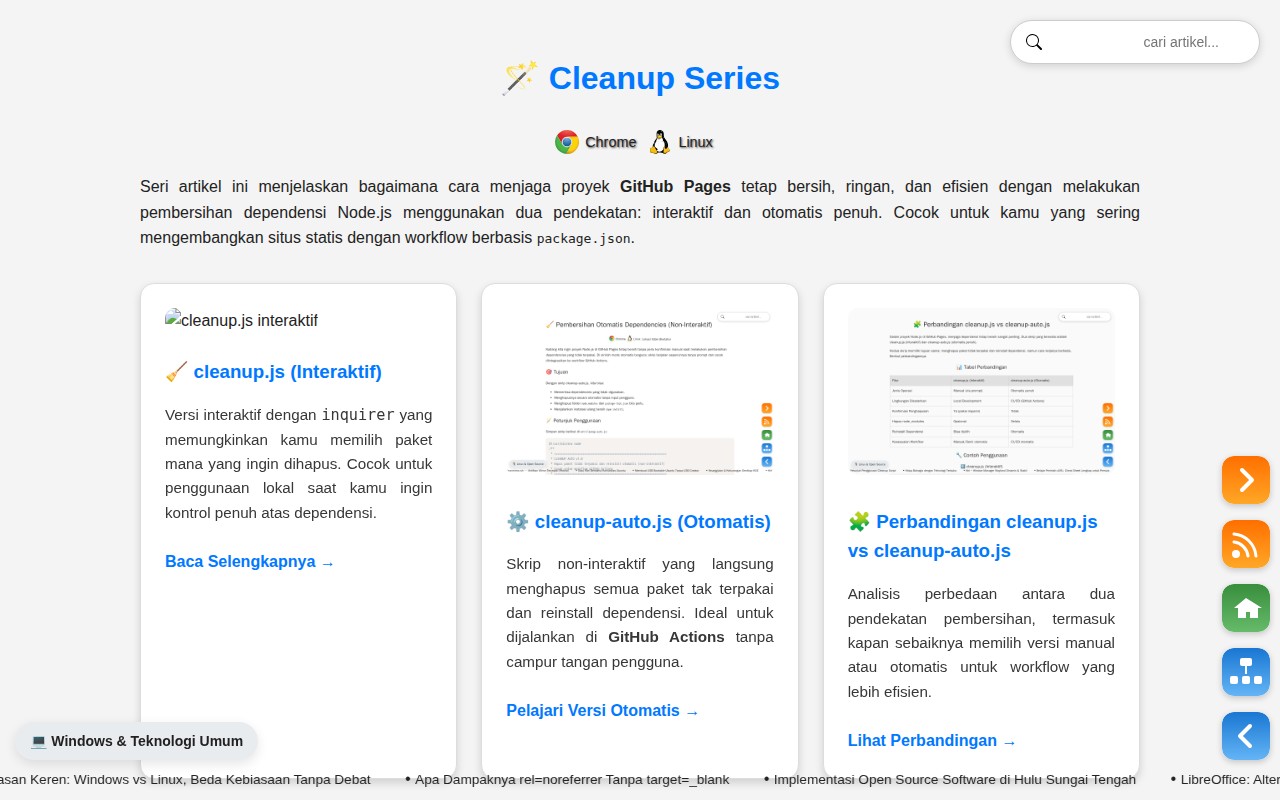 cari artikel...
🪄 Cleanup Series
Chrome Linux
Seri artikel ini menjelaskan bagaimana cara menjaga proyek GitHub Pages tetap bersih, ringan, dan efisien dengan melakukan
pembersihan dependensi Node.js menggunakan dua pendekatan: interaktif dan otomatis penuh. Cocok untuk kamu yang sering
mengembangkan situs statis dengan workflow berbasis package.json.
cleanup.js interaktif
🧹 cleanup.js (Interaktif)
Versi interaktif dengan inquirer yang
memungkinkan kamu memilih paket
mana yang ingin dihapus. Cocok untuk
penggunaan lokal saat kamu ingin
kontrol penuh atas dependensi.
Baca Selengkapnya →
🧹 Pembersihan Otomatis Dependencies (Non-Interaktif)
🎯 Tujuan
🧪 Petunjuk Penggunaan
⚙️ cleanup-auto.js (Otomatis)
Skrip non-interaktif yang langsung
menghapus semua paket tak terpakai
dan reinstall dependensi. Ideal untuk
dijalankan di GitHub Actions tanpa
campur tangan pengguna.
Pelajari Versi Otomatis →
🧩 Perbandingan cleanup.js vs cleanup-auto.js
📊 Tabel Perbandingan
🔧 Contoh Penggunaan
🧩 Perbandingan cleanup.js
vs cleanup-auto.js
Analisis perbedaan antara dua
pendekatan pembersihan, termasuk
kapan sebaiknya memilih versi manual
atau otomatis untuk workflow yang
lebih efisien.
Lihat Perbandingan →
💻 Windows & Teknologi Umum
asan Keren: Windows vs Linux, Beda Kebiasaan Tanpa Debat • Apa Dampaknya rel=noreferrer Tanpa target=_blank • Implementasi Open Source Software di Hulu Sungai Tengah • LibreOffice: Alter